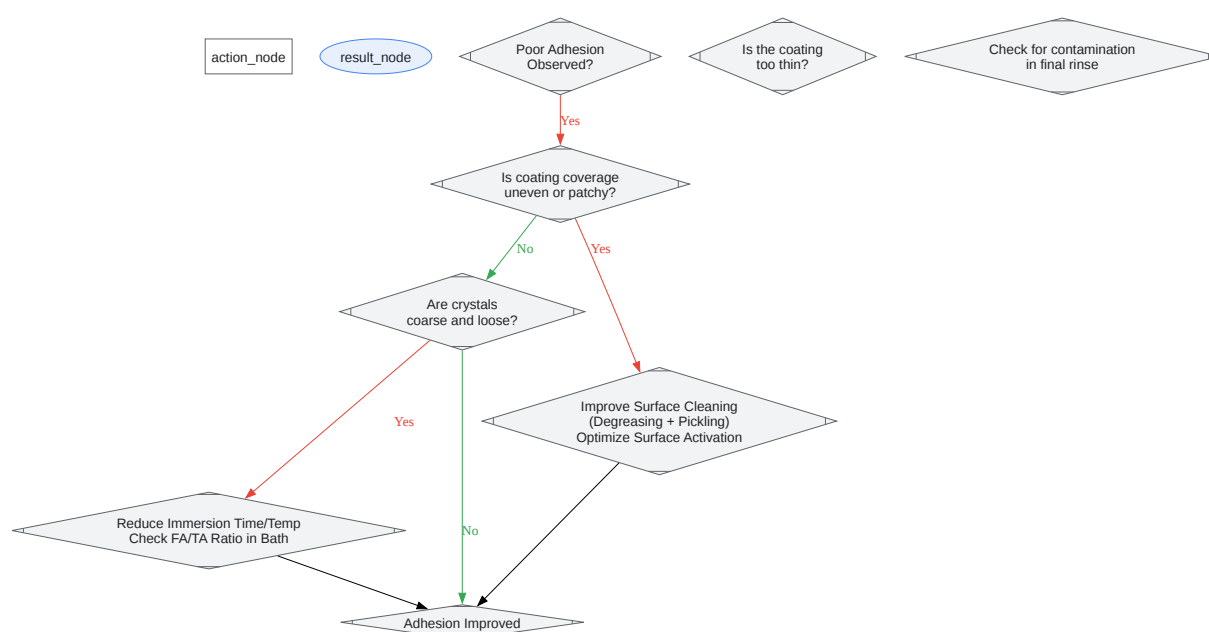 action_node
result_node
Poor Adhesion
Observed?
Is the coating
too thin?
Check for contamination
in final rinse
Yes
Is coating coverage
uneven or patchy?
No
Yes
Are crystals
coarse and loose?
Improve Surface Cleaning
(Degreasing + Pickling)
Optimize Surface Activation
Yes
Reduce Immersion Time/Temp
Check FA/TA Ratio in Bath
No
Adhesion Improved